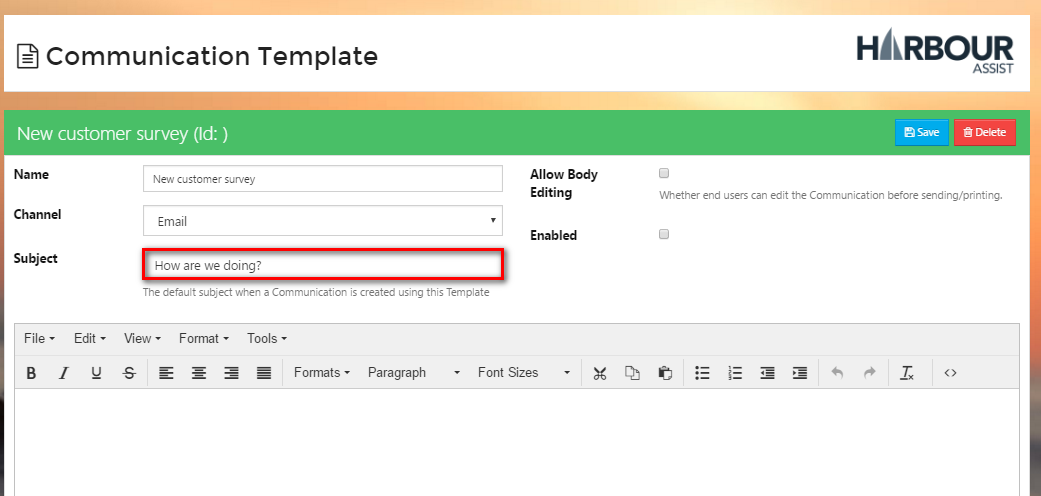 Communication Template
HARBOUR
ASSIST
New customer survey (Id: )
Save
Delete
Name
New customer survey
Allow Body
Editing
Whether end users can edit the Communication before sending/printing.
Channel
Email
Enabled
Subject
How are we doing?
The default subject when a Communication is created using this Template
File Edit View Format Tools
B I U S Formats Paragraph Font Sizes